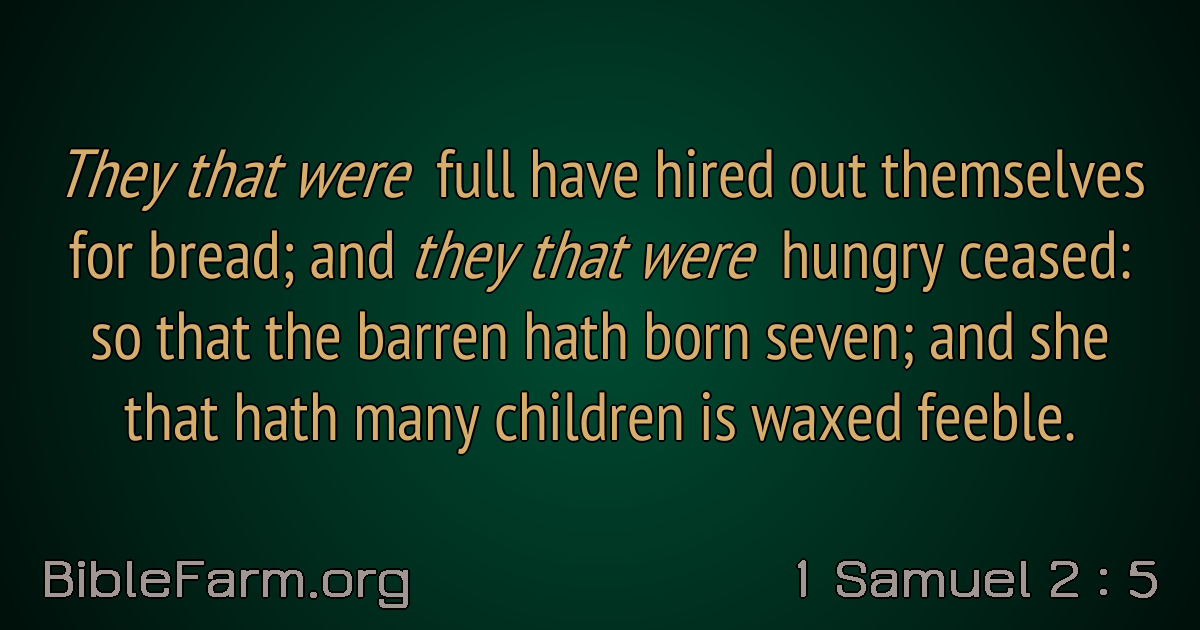 They that were full have hired out themselves
for bread; and they that were hungry ceased:
so that the barren hath born seven; and she
that hath many children is waxed feeble.
BibleFarm.org
1 Samuel 2 : 5